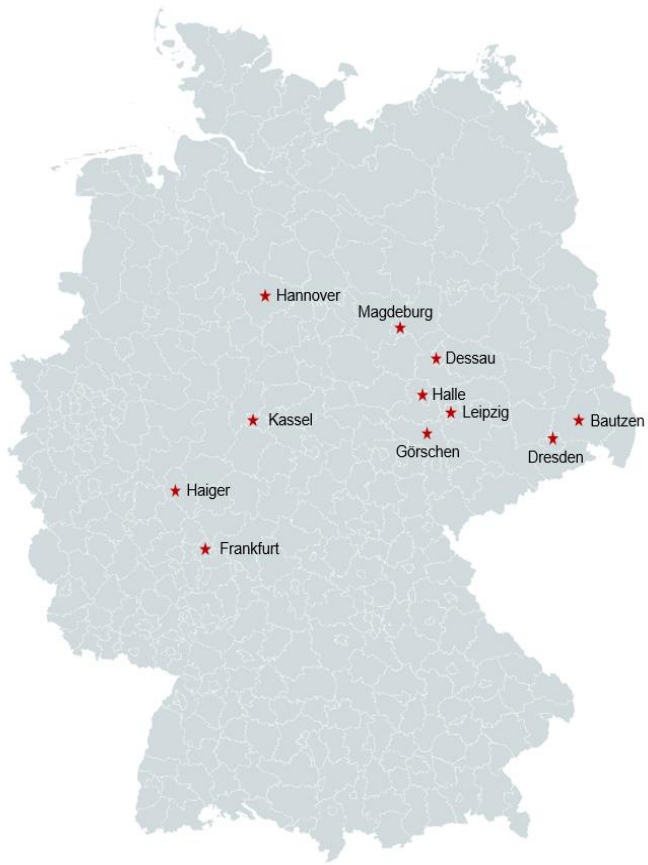 Hannover
Magdeburg
Dessau
Halle
Leipzig
Kassel
Bautzen
Görschen
Dresden
Haiger
Frankfurt